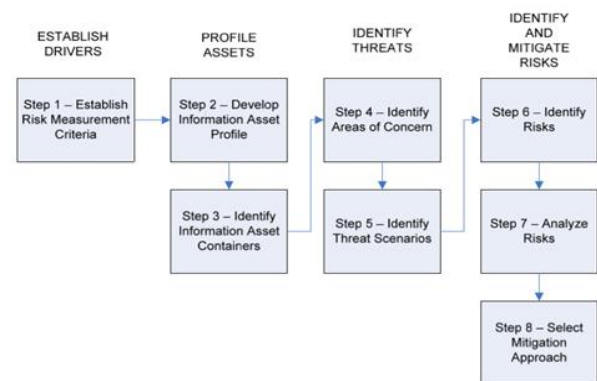 ESTABLISH
DRIVERS
PROFILE
ASSETS
IDENTIFY
THREATS
IDENTIFY
AND
MITIGATE
RISKS
Step 1 – Establish
Risk Measurement
Criteria
Step 2 – Develop
Information Asset
Profile
Step 3 – Identify
Information Asset
Containers
Step 4 – Identify
Areas of Concern
Step 5 – Identify
Threat Scenarios
Step 6 – Identify
Risks
Step 7 – Analyze
Risks
Step 8 – Select
Mitigation
Approach